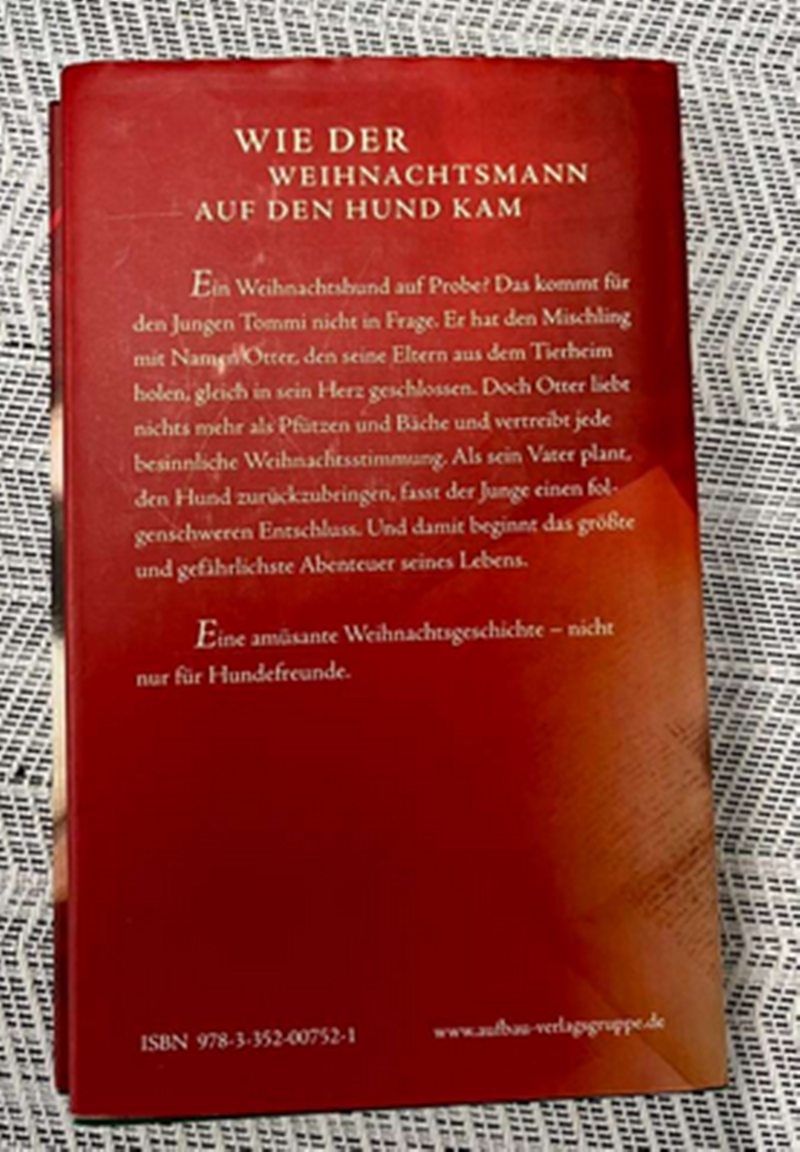 WIE DER
WEIHNACHTSMANN
AUF DEN HUND KAM
Ein Weihnachtshund auf Probe? Das kommt für
den Jungen Tommi nicht in Frage. Er hat den Mischling
mit Namen Otter, den seine Eltern aus dem Tierheim
holen, gleich in sein Herz geschlossen. Doch Otter liebt
nichts mehr als Pfützen und Bäche und vertreibt jede
besinnliche Weihnachtsstimmung. Als sein Vater plant,
den Hund zurückzubringen, fasst der Junge einen fol-
genschweren Entschluss. Und damit beginnt das größte
und gefährlichste Abenteuer seines Lebens.
Eine amüsante Weihnachtsgeschichte – nicht
nur für Hundefreunde.
ISBN 978-3-352-00752-1
www.aufbau-verlagsgruppe.de